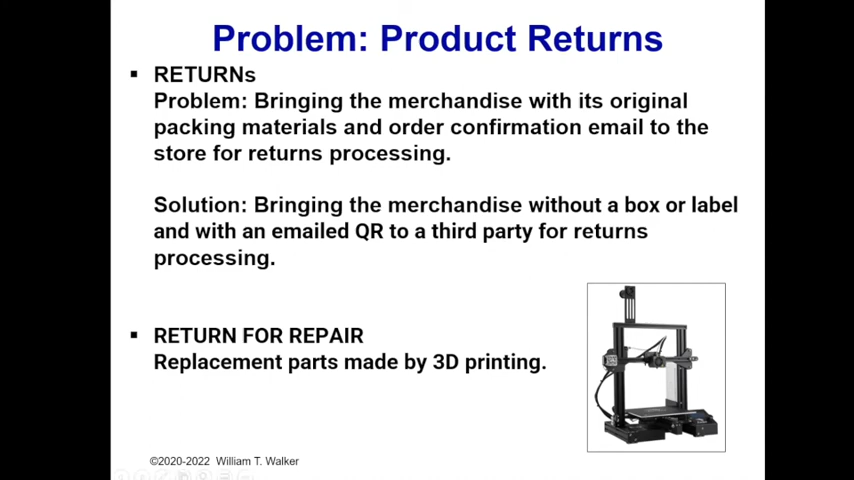 Problem: Product Returns
▪ RETURNs
Problem: Bringing the merchandise with its original
packing materials and order confirmation email to the
store for returns processing.
Solution: Bringing the merchandise without a box or label
and with an emailed QR to a third party for returns
processing.
▪ RETURN FOR REPAIR
Replacement parts made by 3D printing.
©2020-2022 William T. Walker